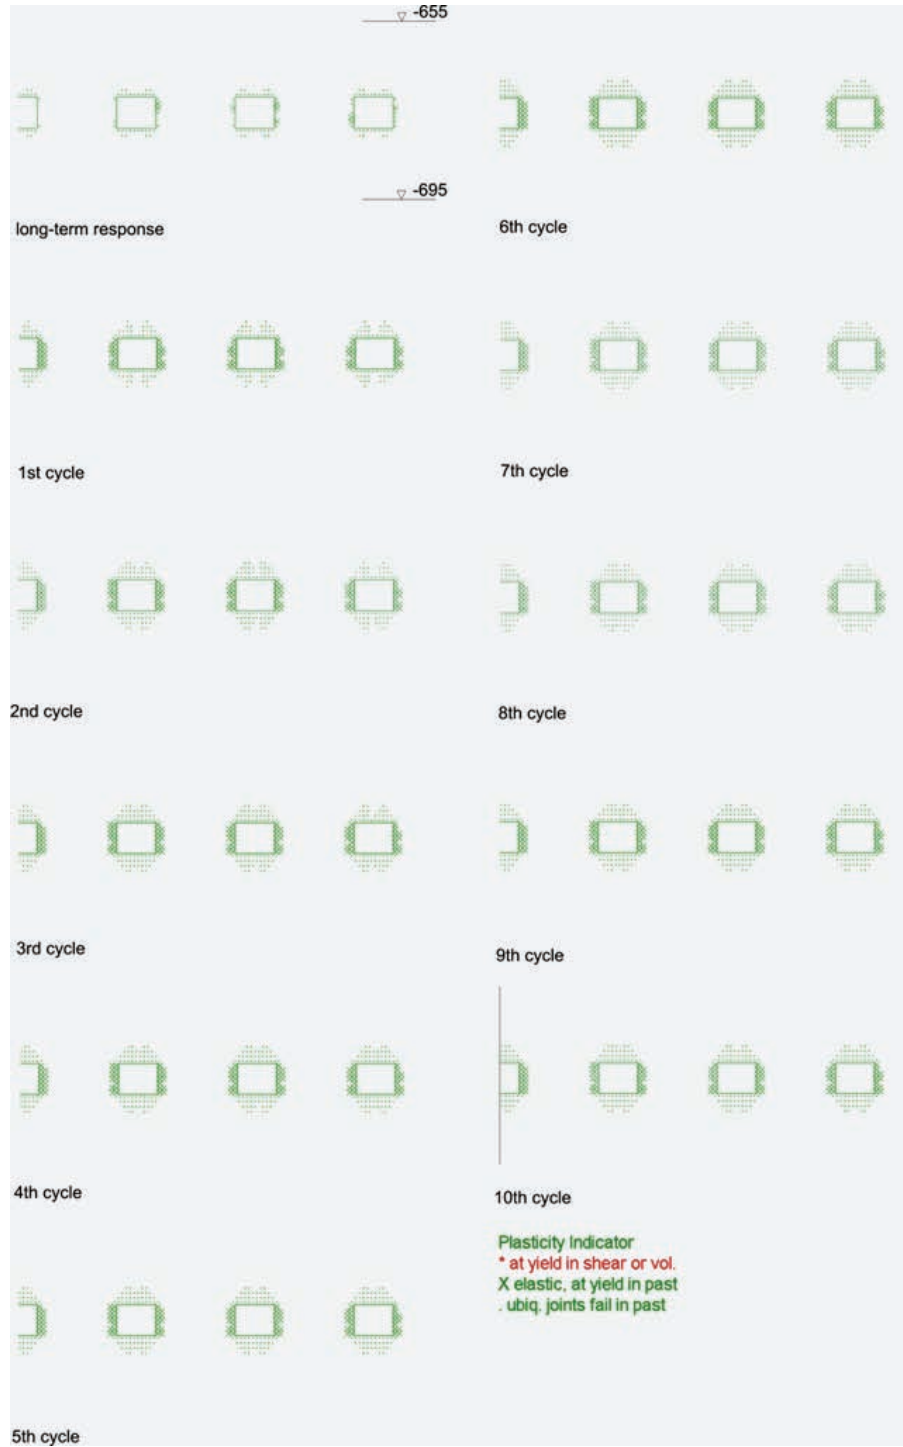 -655
-695
long-term response
1st cycle
2nd cycle
3rd cycle
4th cycle
5th cycle
6th cycle
7th cycle
8th cycle
9th cycle
10th cycle
Plasticity Indicator
* at yield in shear or vol.
X elastic, at yield in past
. ubiq. joints fail in past